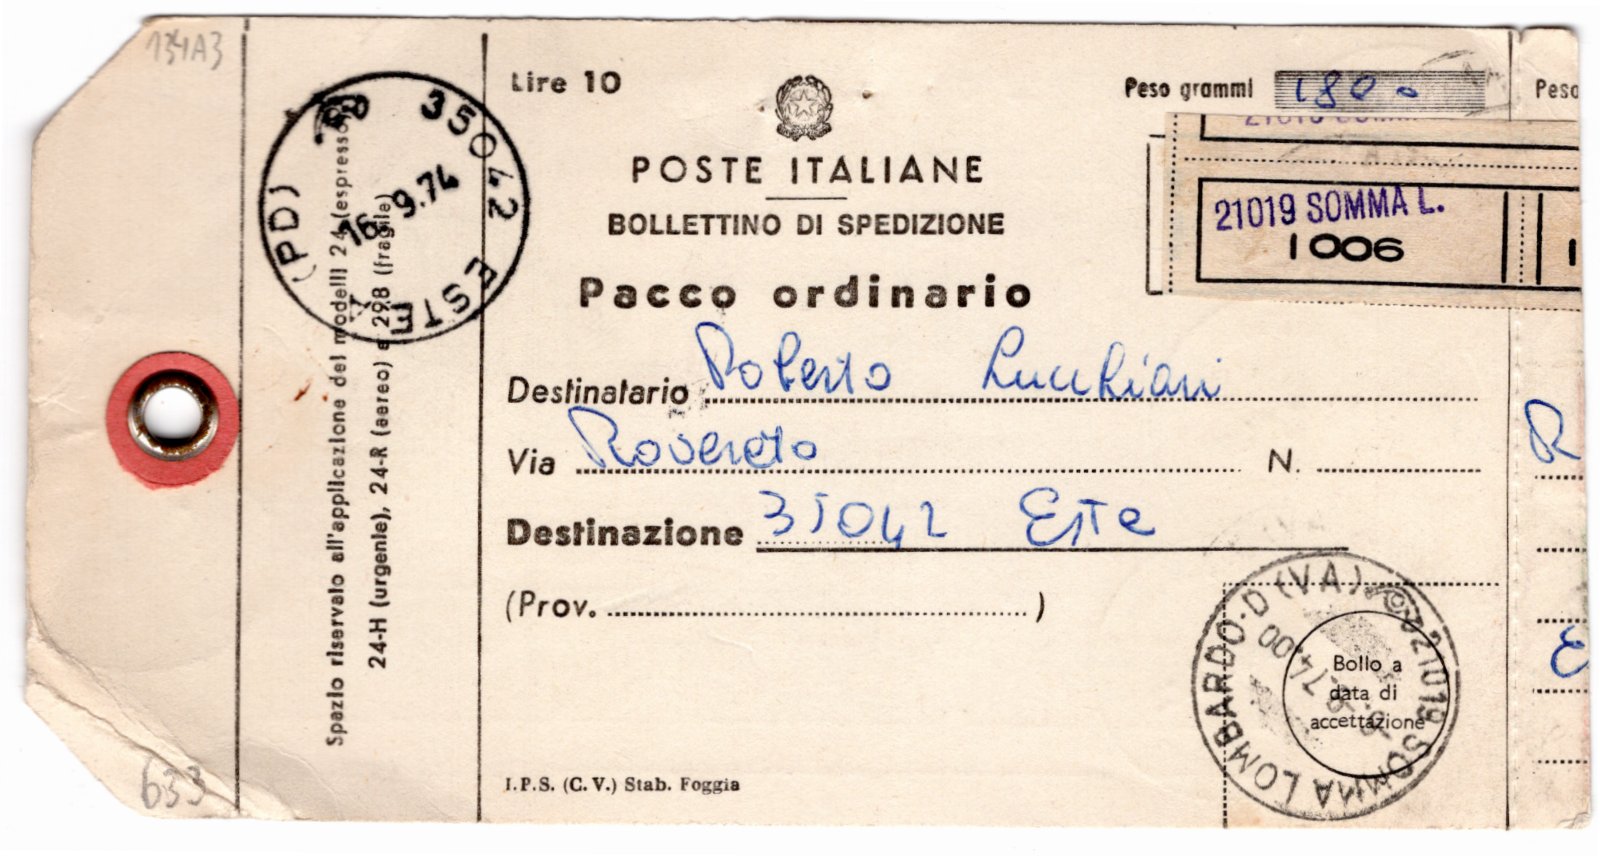 134A3
Lire 10
Peso grammi 180
Peso
POSTE ITALIANE
BOLLETTINO DI SPEDIZIONE
Pacco ordinario
21019 SOMMA L.
1006
35042 ESTE (PD)
16.9.74
Spazio riservato all'applicazione dei modelli 24 (espresso)
24-H (urgente), 24-R (aereo) e 298 (fragile)
Destinatario Roberto Lucchiari
Via Rovereto N.
R
Destinazione 35042 Este
(Prov. )
E
21019 SOMMA LOMBARDO-D (VA)
Bollo a
data di
accettazione
I.P.S. (C.V.) Stab. Foggia
633